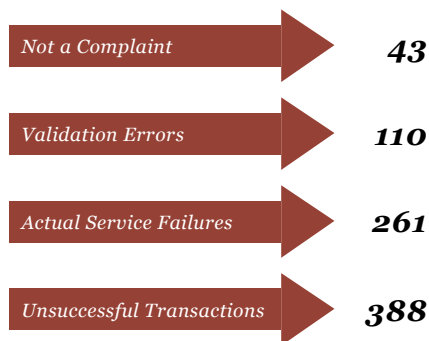 Not a Complaint 43
Validation Errors 110
Actual Service Failures 261
Unsuccessful Transactions 388